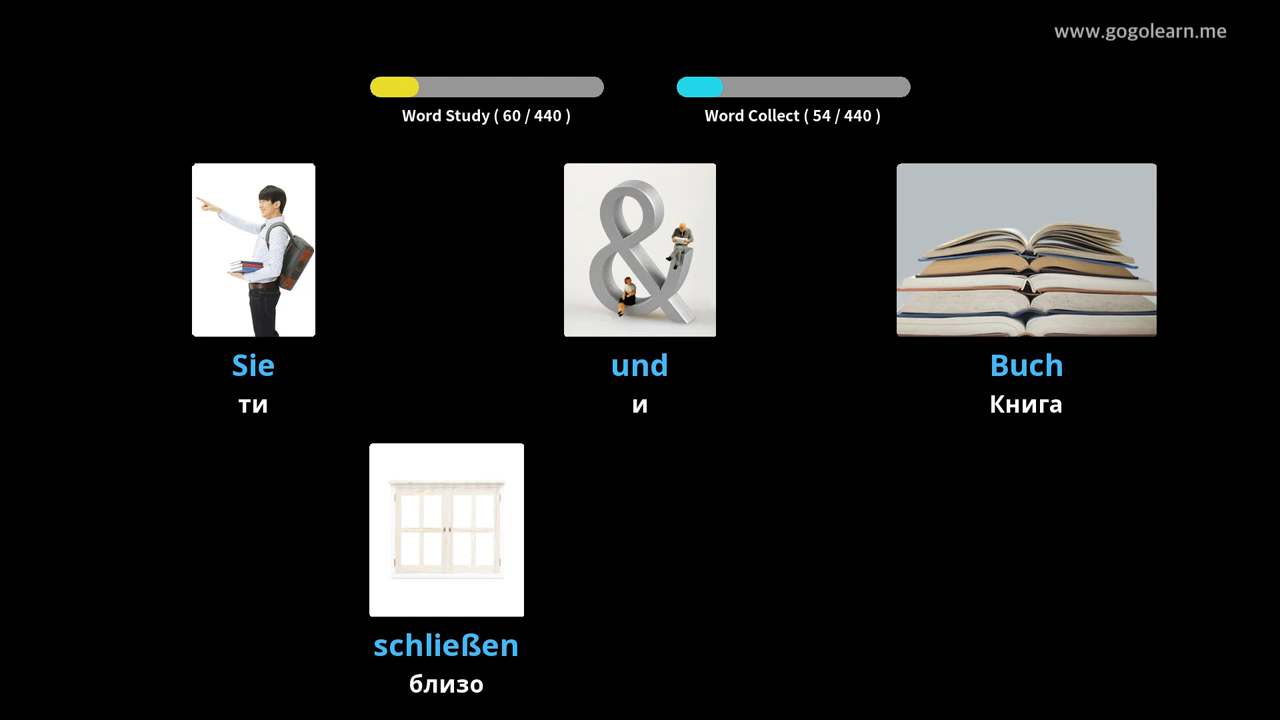 www.gogolearn.me
Word Study ( 60 / 440 )
Word Collect ( 54 / 440 )
Sie
ти
und
и
Buch
Книга
schließen
близо